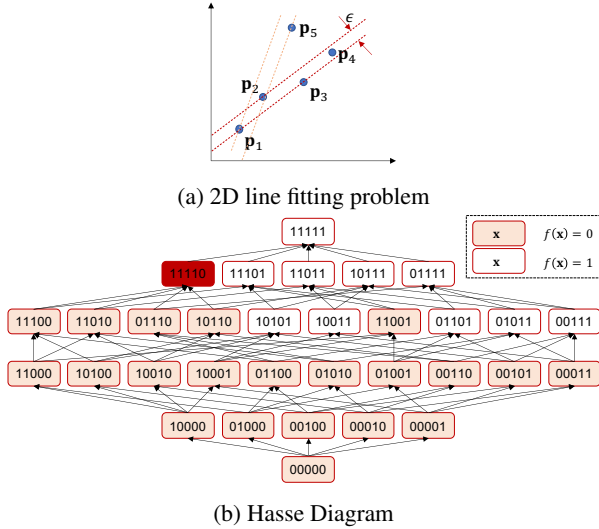 ϵ
p₅
p₄
p₂
p₃
p₁
(a) 2D line fitting problem
11111
x f(x) = 0
x f(x) = 1
11110 11101 11011 10111 01111
11100 11010 01110 10110 10101 10011 11001 01101 01011 00111
11000 10100 10010 10001 01100 01010 01001 00110 00101 00011
10000 01000 00100 00010 00001
00000
(b) Hasse Diagram